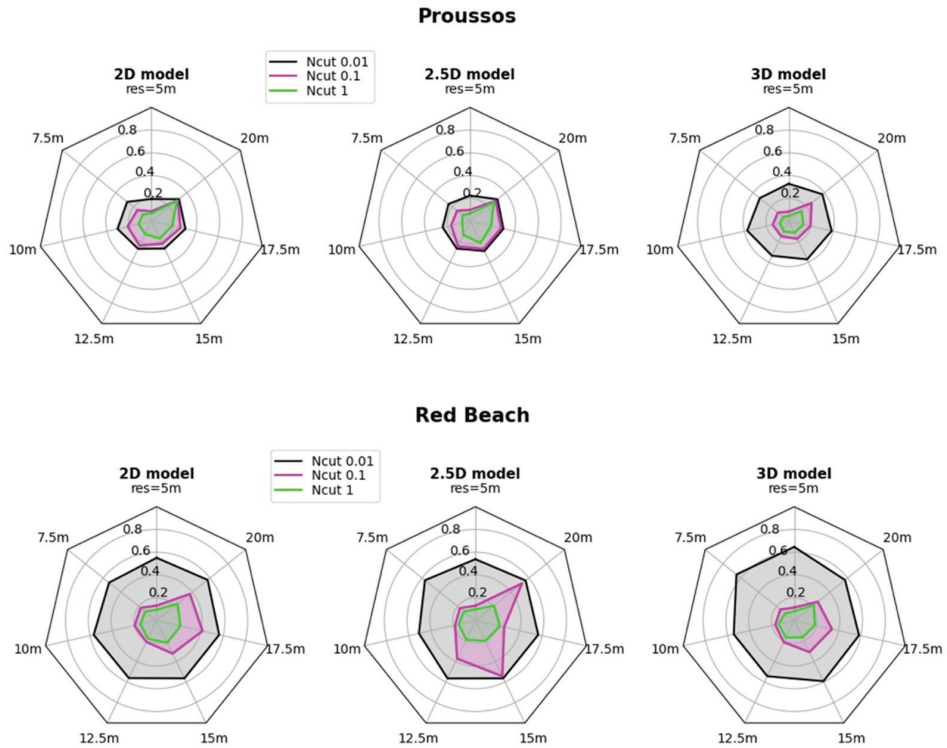 Proussos
Ncut 0.01
Ncut 0.1
Ncut 1
2D model
res=5m
7.5m
20m
0.8
0.6
0.4
0.2
10m
17.5m
12.5m
15m
2.5D model
res=5m
7.5m
20m
0.8
0.6
0.4
0.2
10m
17.5m
12.5m
15m
3D model
res=5m
7.5m
20m
0.8
0.6
0.4
0.2
10m
17.5m
12.5m
15m
Red Beach
Ncut 0.01
Ncut 0.1
Ncut 1
2D model
res=5m
7.5m
20m
0.8
0.6
0.4
0.2
10m
17.5m
12.5m
15m
2.5D model
res=5m
7.5m
20m
0.8
0.6
0.4
0.2
10m
17.5m
12.5m
15m
3D model
res=5m
7.5m
20m
0.8
0.6
0.4
0.2
10m
17.5m
12.5m
15m